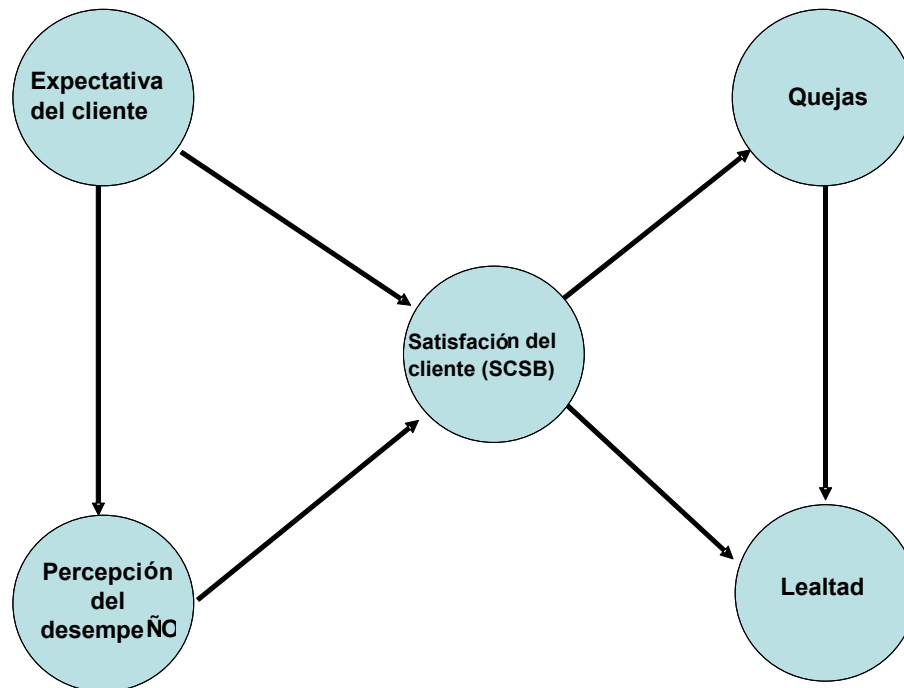 Expectativa
del cliente
Quejas
Satisfación del
cliente (SCSB)
Percepción
del
desempeÑO
Lealtad